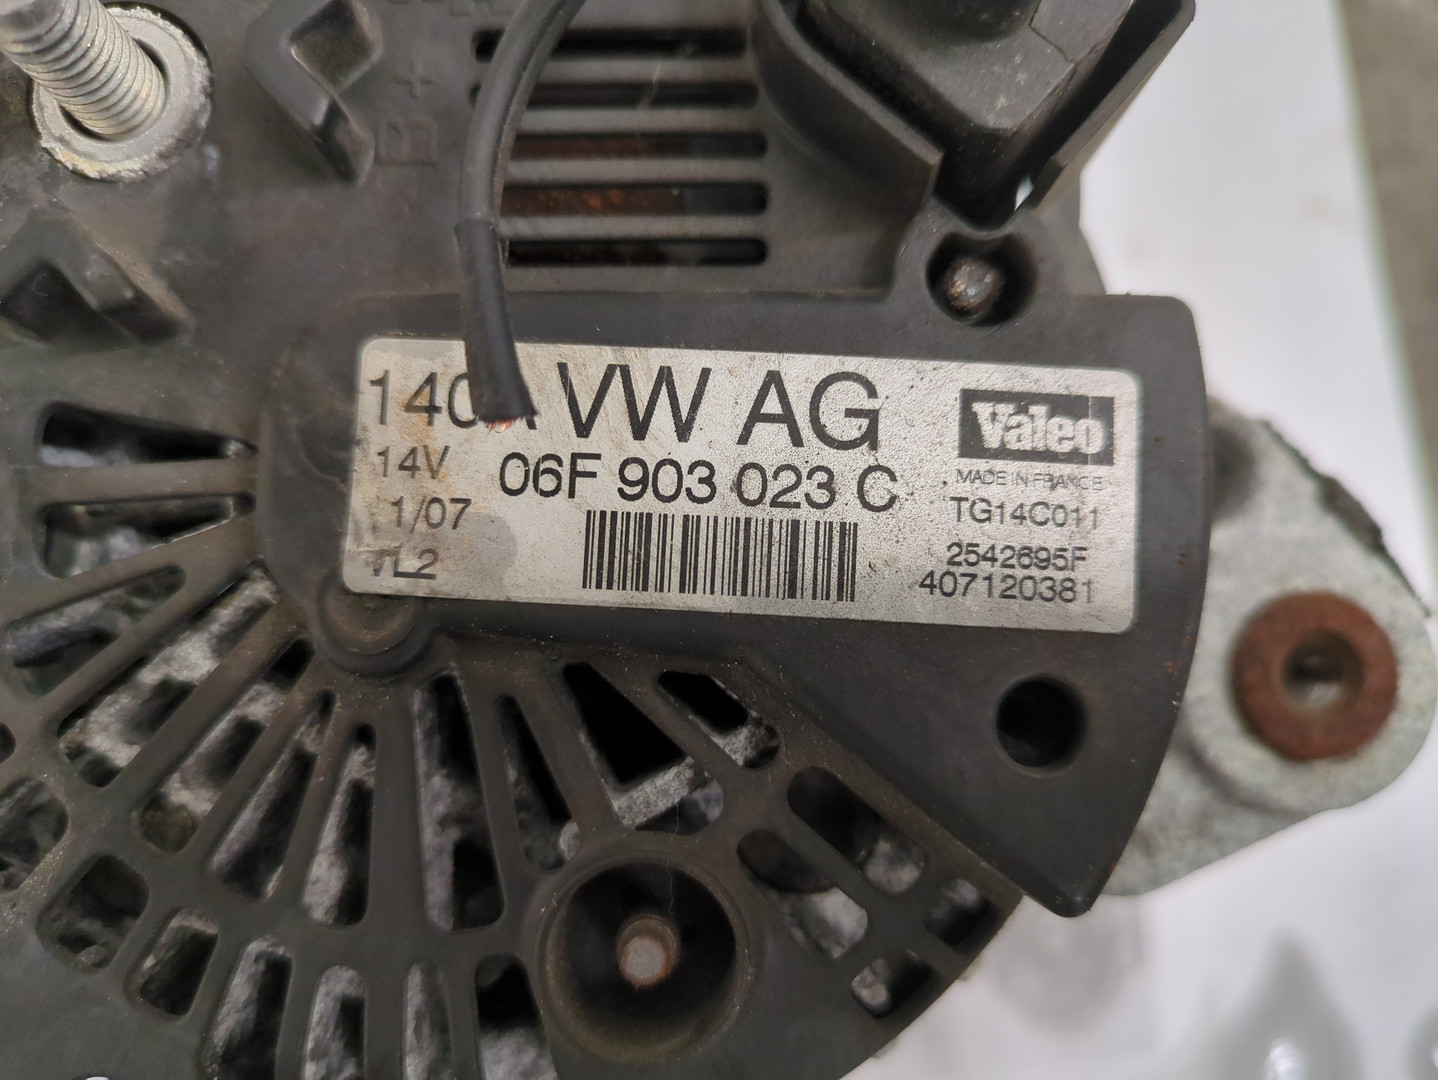 B+
140A VW AG
14V
06F 903 023 C
1/07
VL2
Valeo
MADE IN FRANCE
TG14C011
2542695F
407120381